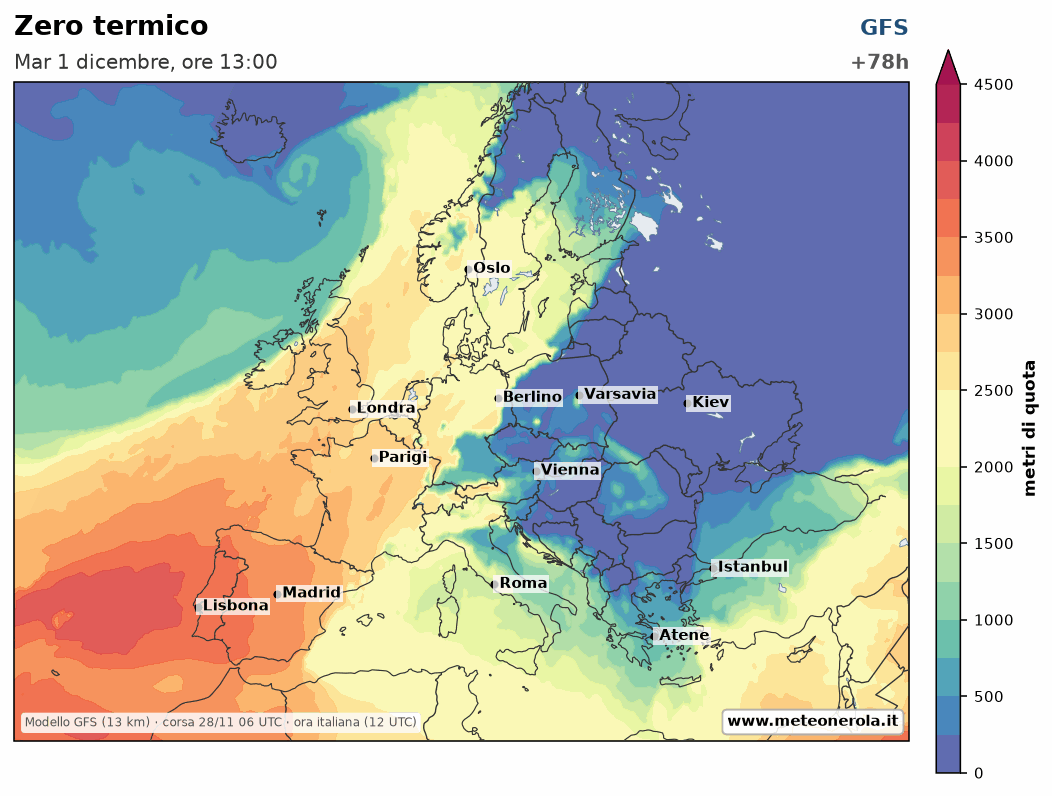 Zero termico
GFS
Mar 1 dicembre, ore 13:00
+78h
Oslo
Londra
Berlino
Varsavia
Kiev
Parigi
Vienna
Istanbul
Roma
Madrid
Lisbona
Atene
Modello GFS (13 km) · corsa 28/11 06 UTC · ora italiana (12 UTC)
www.meteonerola.it
4500
4000
3500
3000
2500
2000
1500
1000
500
0
metri di quota